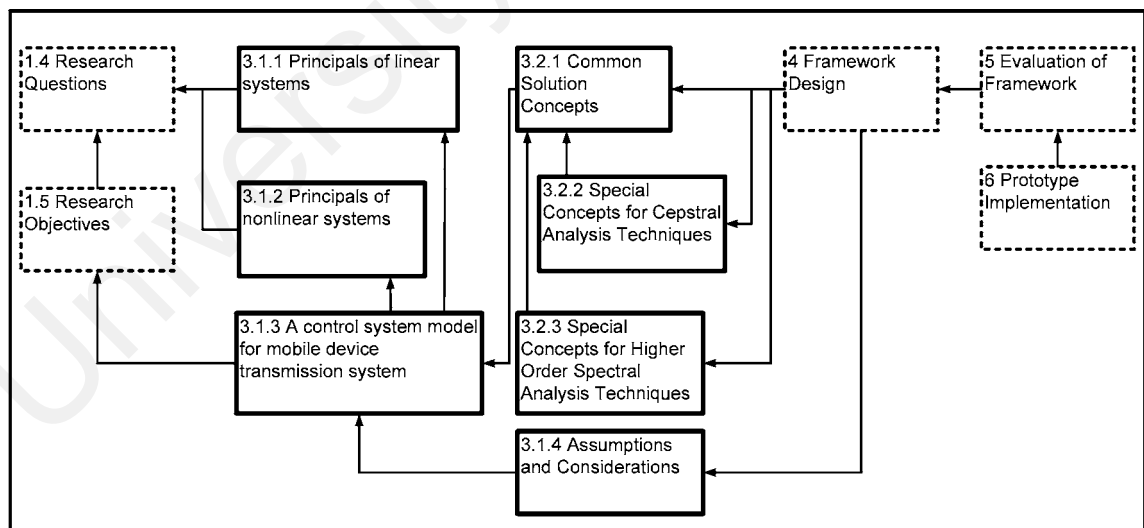 1.4 Research
Questions
3.1.1 Principals of linear
systems
3.2.1 Common
Solution
Concepts
4 Framework
Design
5 Evaluation of
Framework
1.5 Research
Objectives
3.1.2 Principals of
nonlinear systems
3.2.2 Special
Concepts for Cepstral
Analysis Techniques
6 Prototype
Implementation
3.1.3 A control system model
for mobile device
transmission system
3.2.3 Special
Concepts for Higher
Order Spectral
Analysis Techniques
3.1.4 Assumptions
and Considerations
University